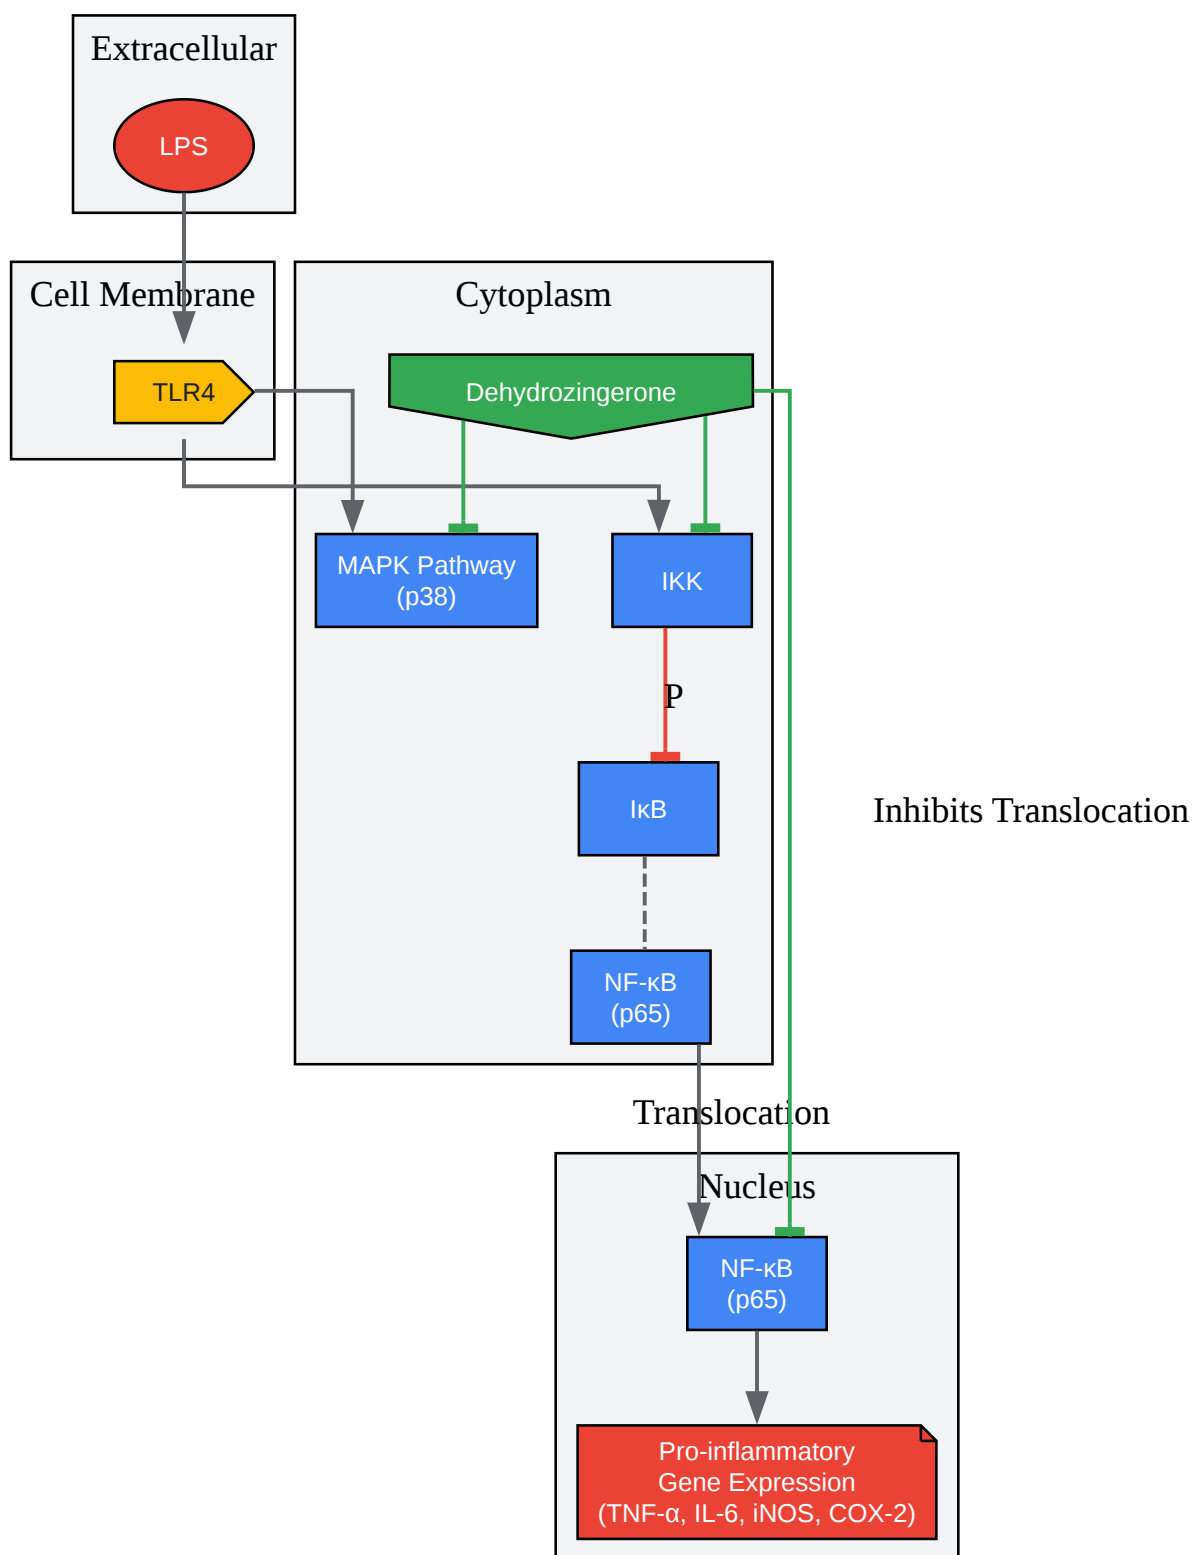 Extracellular
LPS
Cell Membrane
Cytoplasm
TLR4
Dehydrozingerone
MAPK Pathway
(p38)
IKK
P
IκB
Inhibits Translocation
NF-κB
(p65)
Translocation
Nucleus
NF-κB
(p65)
Pro-inflammatory
Gene Expression
(TNF-α, IL-6, iNOS, COX-2)